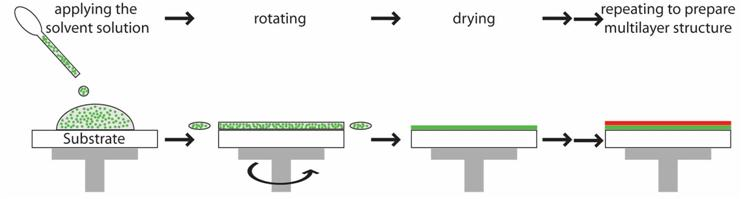 applying the
solvent solution
rotating
drying
repeating to prepare
multilayer structure
Substrate